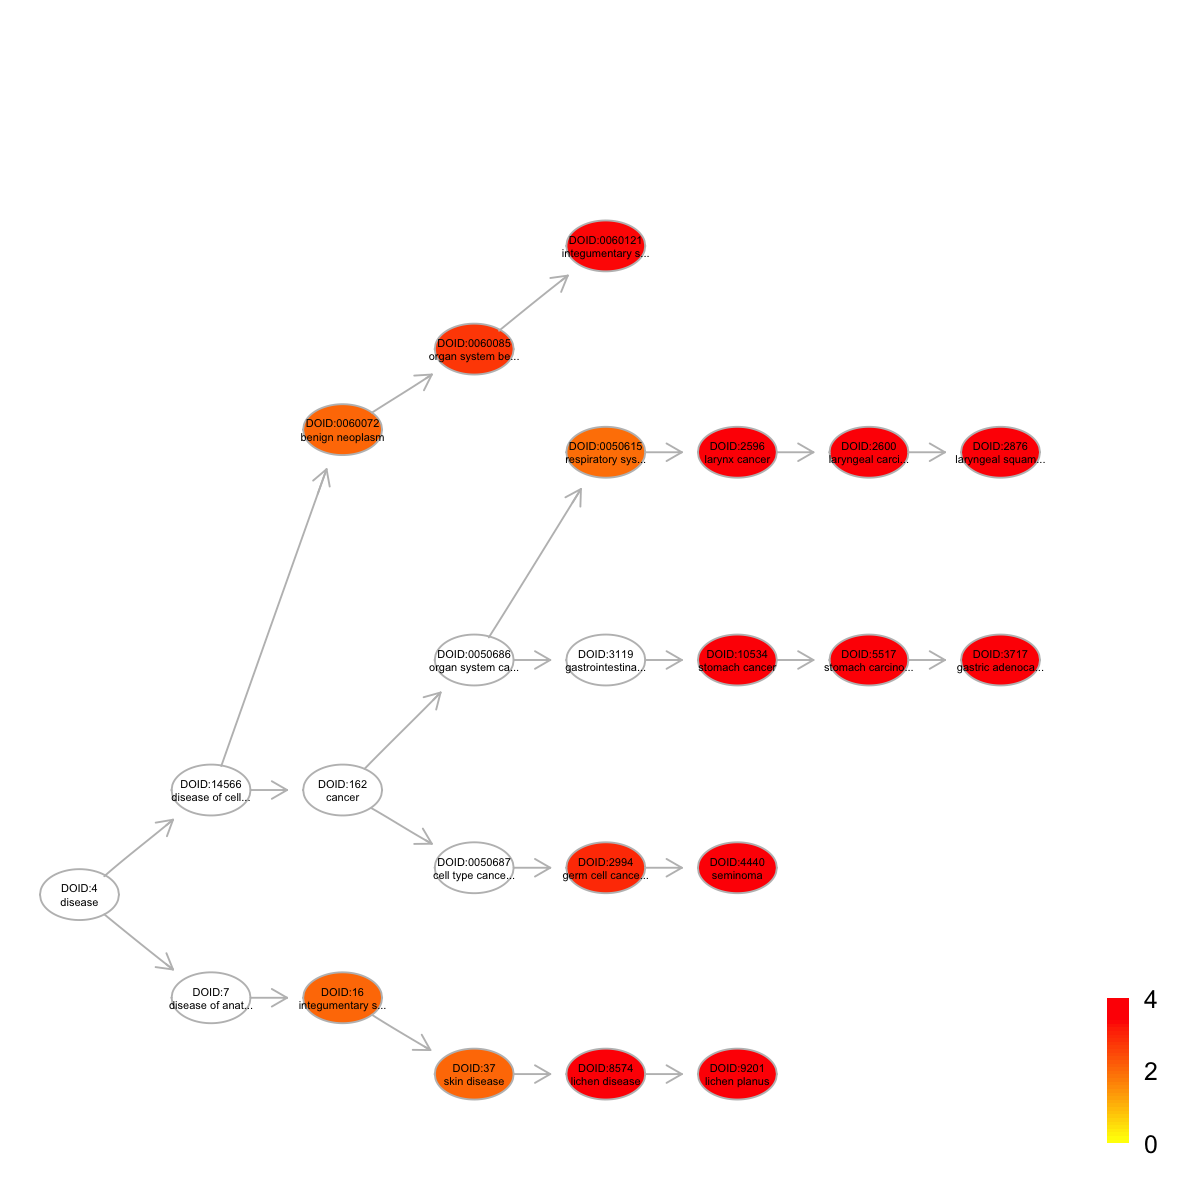 DOID:0060121
integumentary s...
DOID:0060085
organ system be...
DOID:0060072
benign neoplasm
DOID:0050615
respiratory sys...
DOID:2596
larynx cancer
DOID:2600
laryngeal carci...
DOID:2876
laryngeal squam...
DOID:0050686
organ system ca...
DOID:3119
gastrointestina...
DOID:10534
stomach cancer
DOID:5517
stomach carcino...
DOID:3717
gastric adenoca...
DOID:14566
disease of cell...
DOID:162
cancer
DOID:0050687
cell type cance...
DOID:2994
germ cell cance...
DOID:4440
seminoma
DOID:4
disease
DOID:7
disease of anat...
DOID:16
integumentary s...
DOID:37
skin disease
DOID:8574
lichen disease
DOID:9201
lichen planus
4
2
0